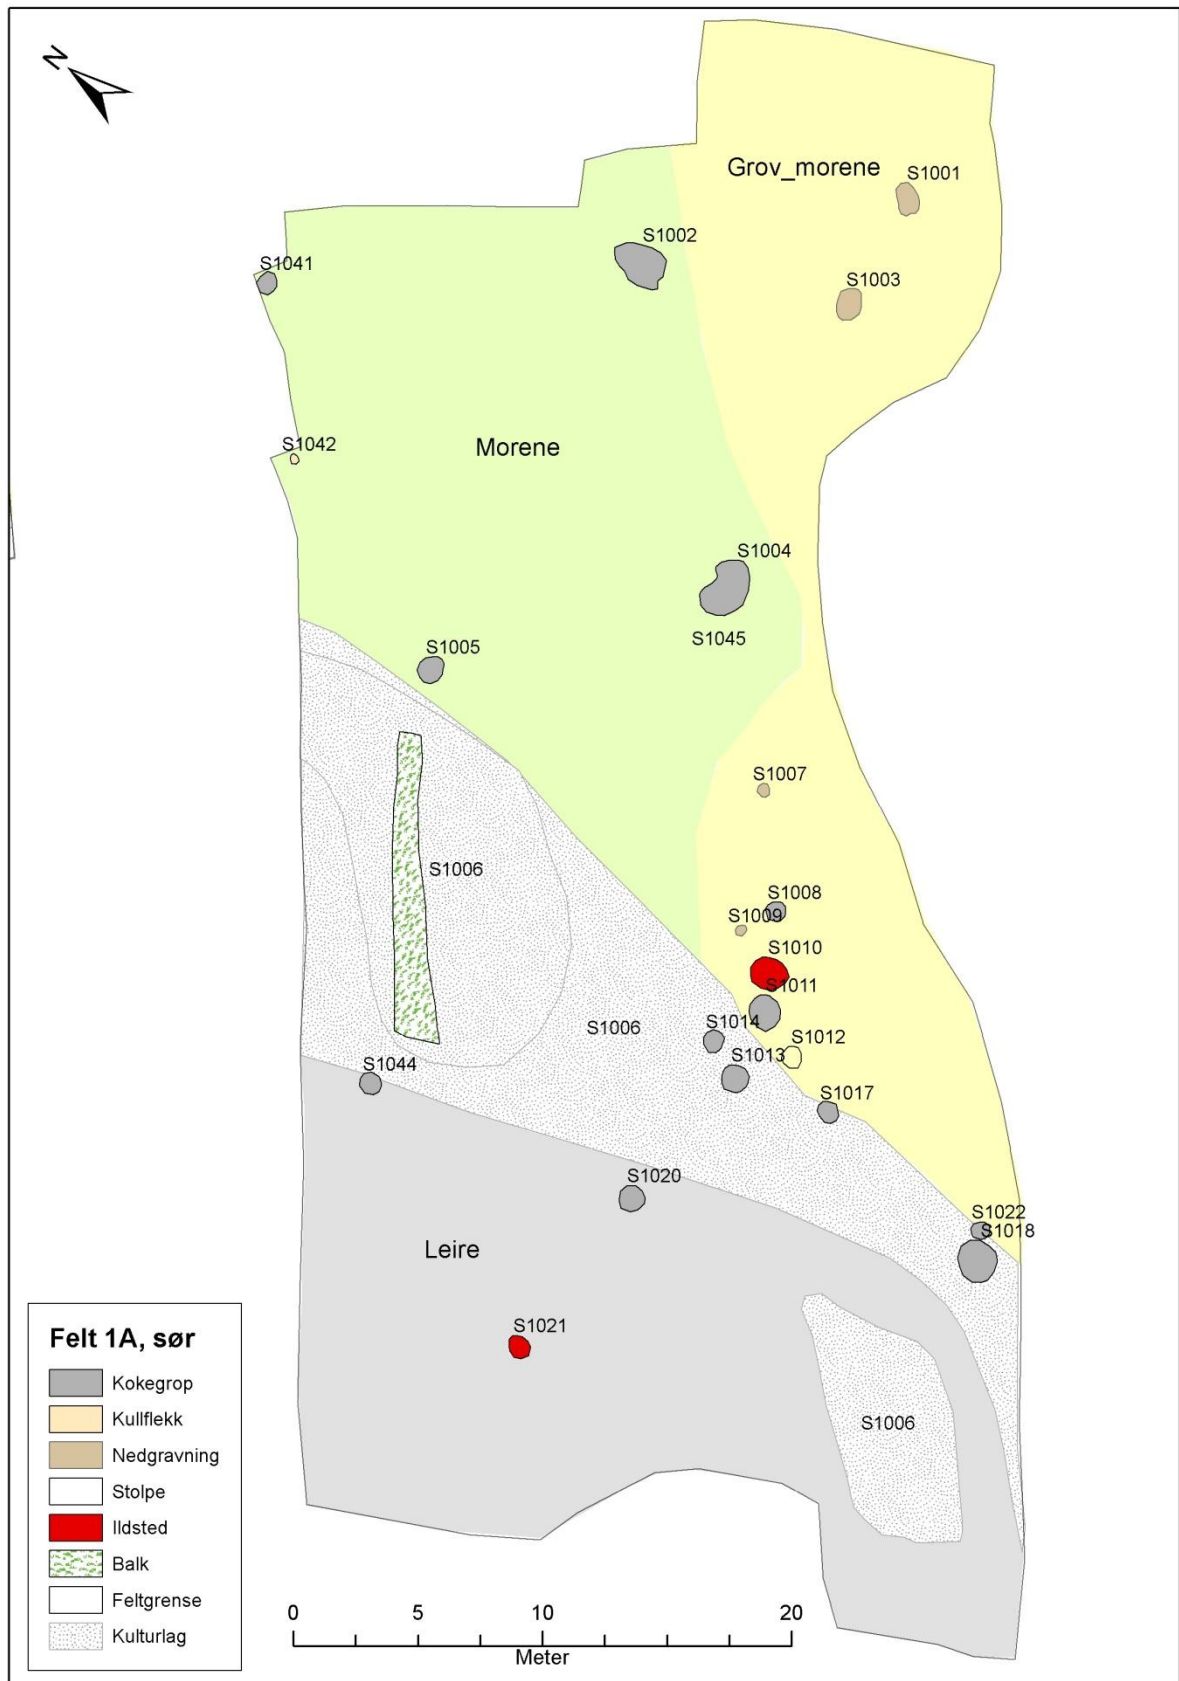 N
Grov_morene
S1001
S1002
S1041
S1003
S1042
Morene
S1004
S1045
S1005
S1007
S1006
S1008
S1009
S1010
S1011
S1006
S1014
S1012
S1013
S1044
S1017
S1020
S1022
S1018
Leire
S1021
S1006
Felt 1A, sør
Kokegrop
Kullflekk
Nedgravning
Stolpe
Ildsted
Balk
Feltgrense
Kulturlag
0 5 10 20
Meter